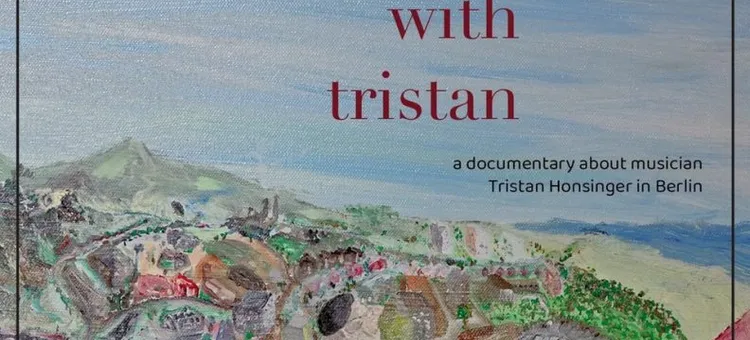 with
tristan
a documentary about musician
Tristan Honsinger in Berlin